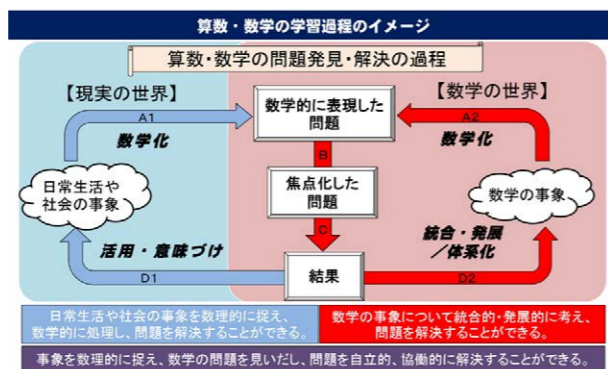 算数・数学の学習過程のイメージ
算数・数学の問題発見・解決の過程
【現実の世界】
【数学の世界】
A1
数学化
数学的に表現した
問題
A2
数学化
B
日常生活や
社会の事象
焦点化した
問題
数学の事象
C
活用・意味づけ
D1
結果
統合・発展
／体系化
D2
日常生活や社会の事象を数理的に捉え、
数学的に処理し、問題を解決することができる。
数学の事象について統合的・発展的に考え、
問題を解決することができる。
事象を数理的に捉え、数学の問題を見いだし、問題を自立的、協働的に解決することができる。